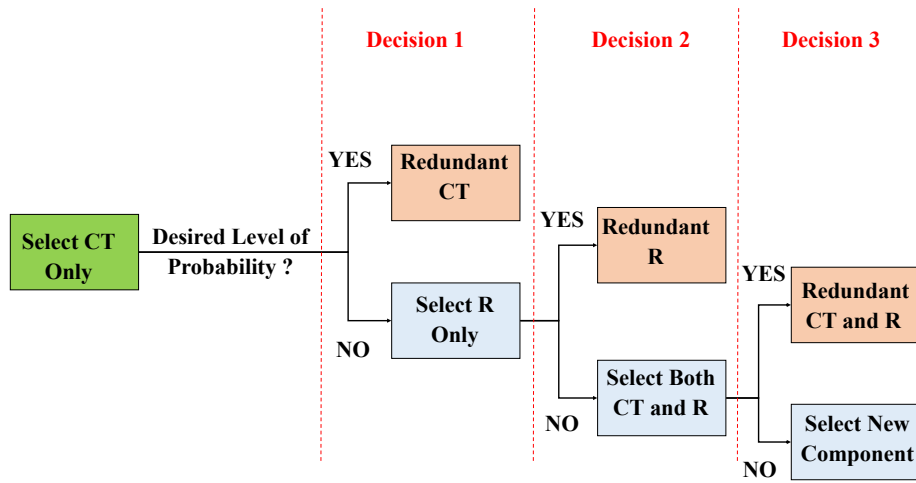 Decision 1
Decision 2
Decision 3
YES
Redundant
CT
Select CT
Only
Desired Level of
Probability ?
NO
Select R
Only
YES
Redundant
R
NO
Select Both
CT and R
YES
Redundant
CT and R
NO
Select New
Component